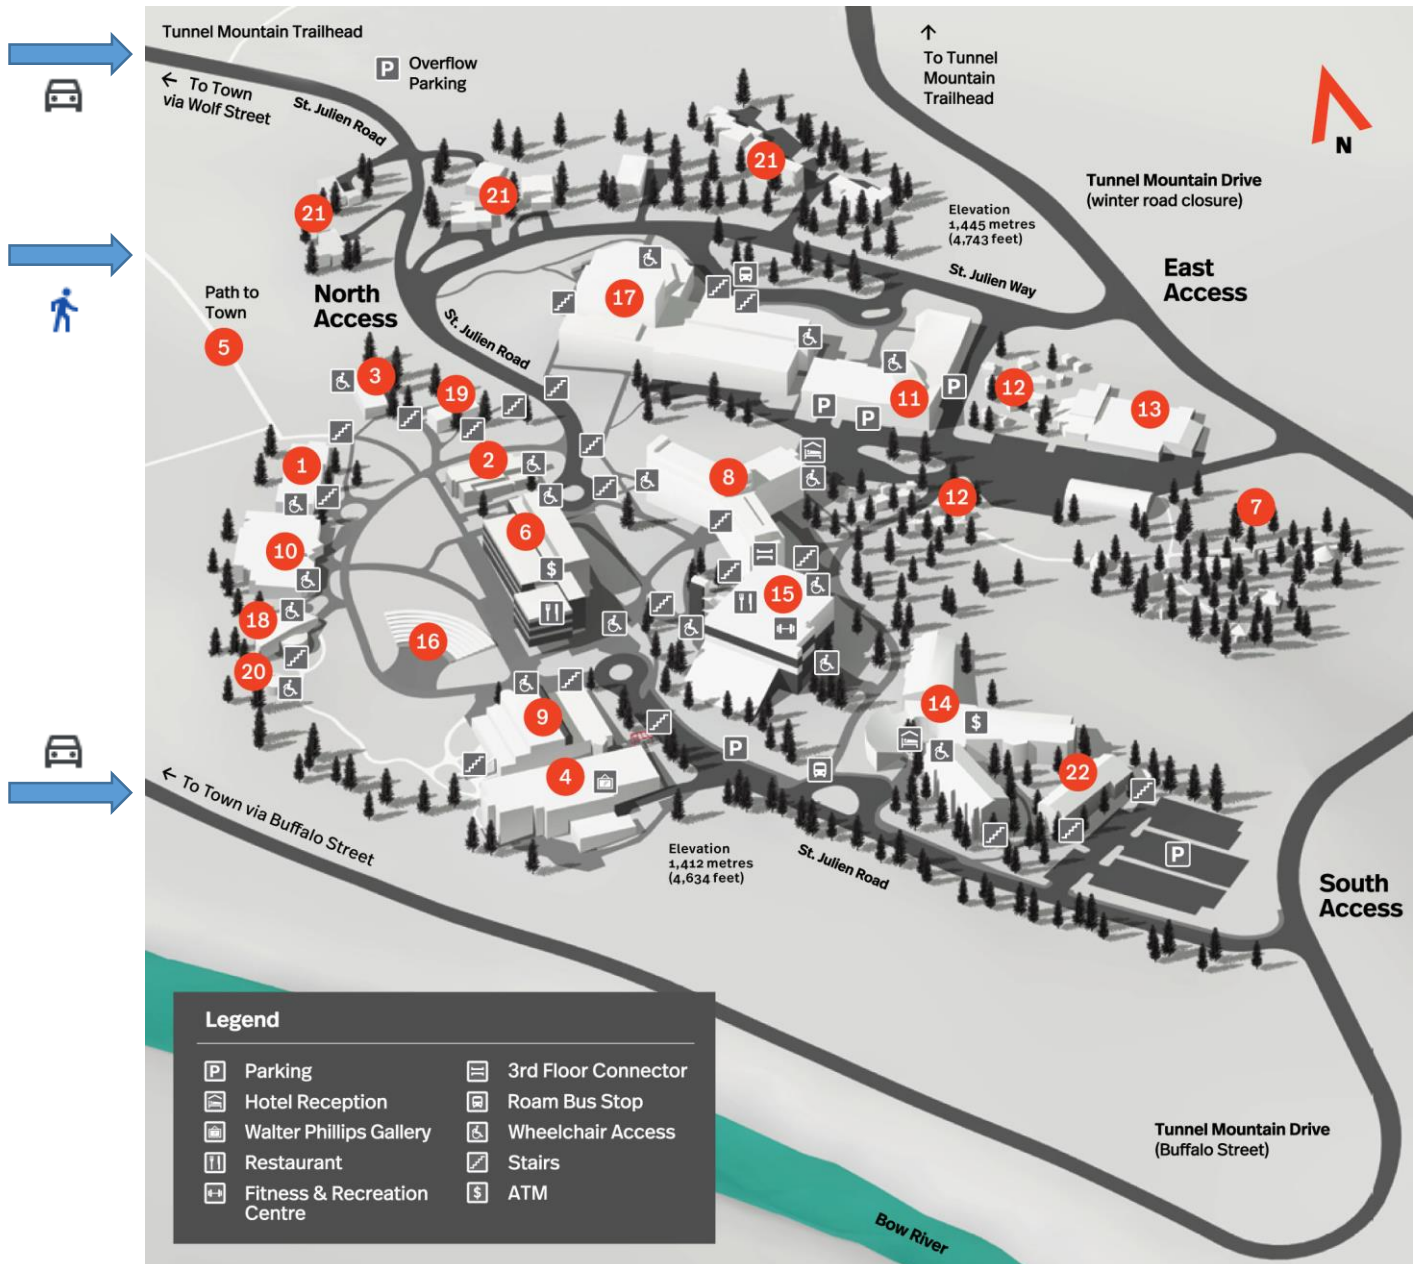 Tunnel Mountain Trailhead
P
Overflow
Parking
← To Town
via Wolf Street
St. Julien Road
↑
To Tunnel
Mountain
Trailhead
N
Tunnel Mountain Drive
(winter road closure)
21
21
21
Elevation
1,445 metres
(4,743 feet)
St. Julien Way
East
Access
North
Access
Path to
Town
5
St. Julien Road
17
3
19
11
P
P
P
12
13
1
2
8
12
7
6
10
$
15
18
16
20
14
$
9
4
P
22
← To Town via Buffalo Street
Elevation
1,412 metres
(4,634 feet)
St. Julien Road
P
South
Access
Legend
P Parking
Hotel Reception
Walter Phillips Gallery
Restaurant
Fitness & Recreation
Centre
3rd Floor Connector
Roam Bus Stop
Wheelchair Access
Stairs
$ ATM
Tunnel Mountain Drive
(Buffalo Street)
Bow River